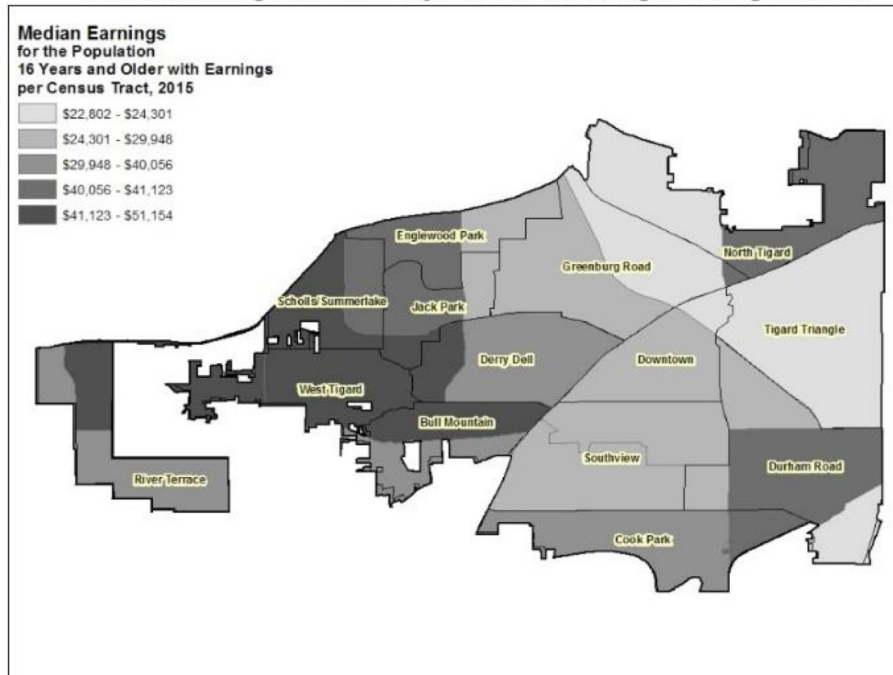 Median Earnings
for the Population
16 Years and Older with Earnings
per Census Tract, 2015
$22,802 - $24,301
$24,301 - $29,948
$29,948 - $40,056
$40,056 - $41,123
$41,123 - $51,154
Englewood Park
North Tigard
Greenburg Road
Scholls/Summerlake
Jack Park
Tigard Triangle
Derry Dell
Downtown
West Tigard
Bull Mountain
Southview
Durham Road
River Terrace
Cook Park